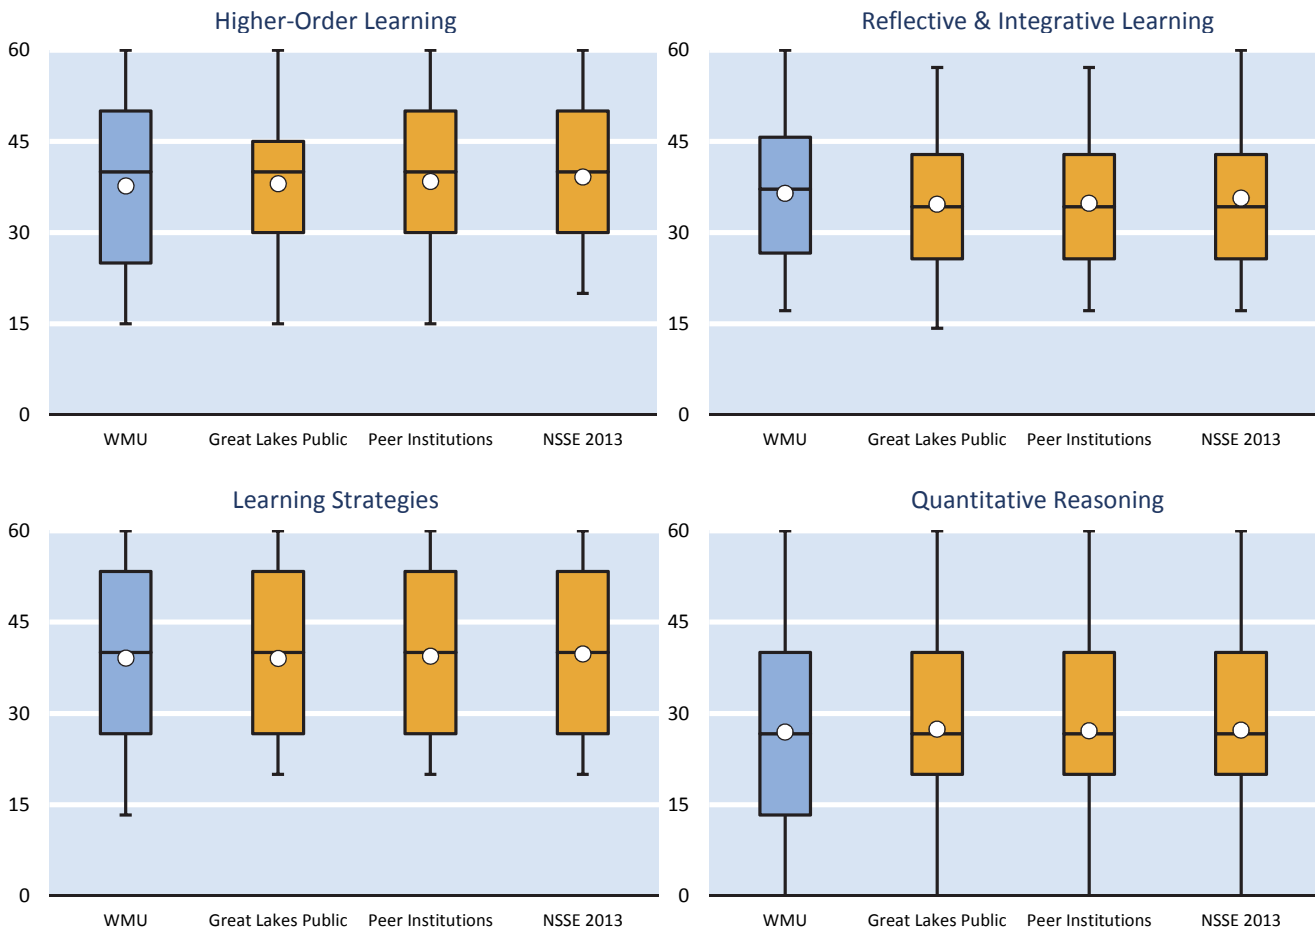 Higher-Order Learning
60
45
30
15
0
WMU Great Lakes Public Peer Institutions NSSE 2013
Reflective & Integrative Learning
60
45
30
15
0
WMU Great Lakes Public Peer Institutions NSSE 2013
Learning Strategies
60
45
30
15
0
WMU Great Lakes Public Peer Institutions NSSE 2013
Quantitative Reasoning
60
45
30
15
0
WMU Great Lakes Public Peer Institutions NSSE 2013